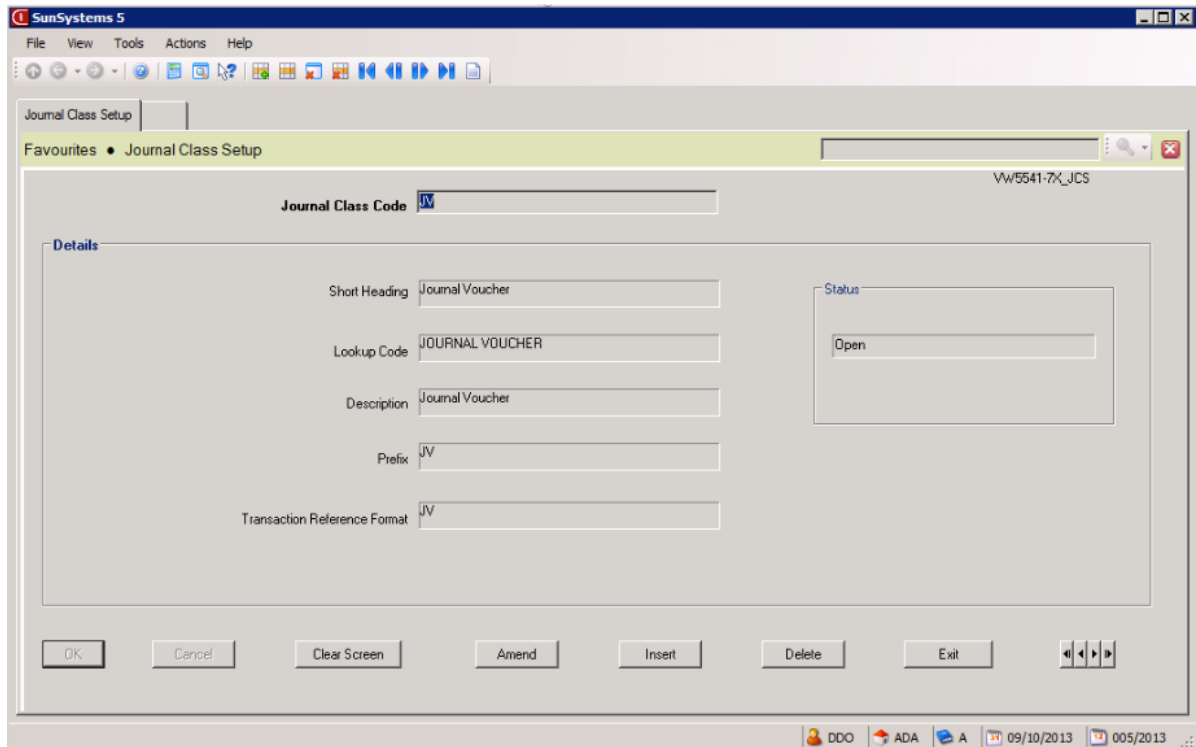 SunSystems 5
File View Tools Actions Help
Journal Class Setup
Favourites • Journal Class Setup
VW5541-7X_JCS
Journal Class Code JV
Details
Short Heading Journal Voucher
Status
Lookup Code JOURNAL VOUCHER
Open
Description Journal Voucher
Prefix JV
Transaction Reference Format JV
OK Cancel Clear Screen Amend Insert Delete Exit
DDO ADA A 09/10/2013 005/2013